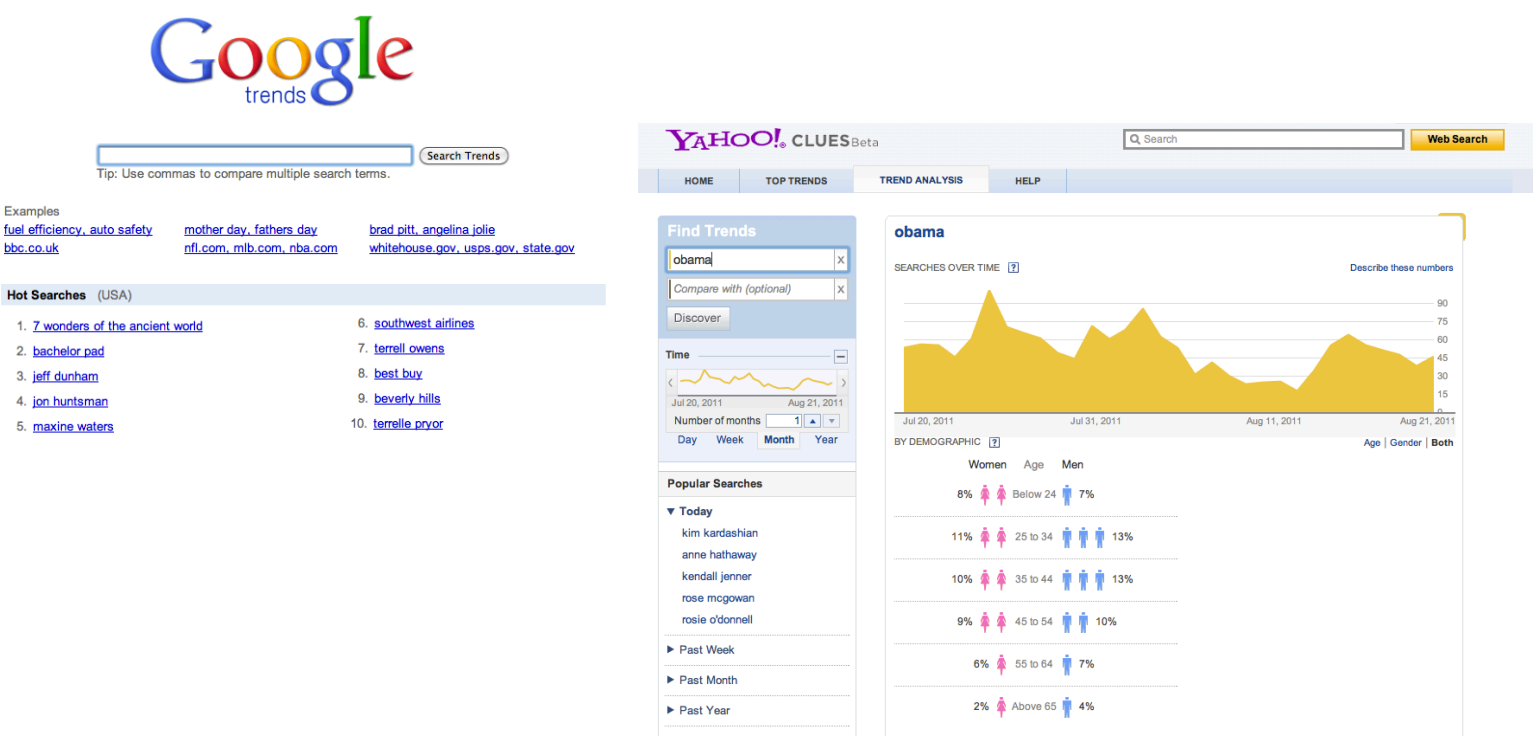 Google
trends
Search Trends
Tip: Use commas to compare multiple search terms.
Examples
fuel efficiency, auto safety
mother day, fathers day
brad pitt, angelina jolie
bbc.co.uk
nfl.com, mlb.com, nba.com
whitehouse.gov, usps.gov, state.gov
Hot Searches (USA)
1. 7 wonders of the ancient world
2. bachelor pad
3. jeff dunham
4. jon huntsman
5. maxine waters
6. southwest airlines
7. terrell owens
8. best buy
9. beverly hills
10. terrelle pryor
YAHOO!® CLUES Beta
Search
Web Search
HOME
TOP TRENDS
TREND ANALYSIS
HELP
Find Trends
obama
X
Compare with (optional)
X
Discover
Time
Jul 20, 2011
Aug 21, 2011
Number of months 1
Day Week Month Year
Popular Searches
Today
kim kardashian
anne hathaway
kendall jenner
rose mcgowan
rosie o'donnell
Past Week
Past Month
Past Year
obama
SEARCHES OVER TIME ?
Describe these numbers
90
75
60
45
30
15
0
Jul 20, 2011
Jul 31, 2011
Aug 11, 2011
Aug 21, 2011
BY DEMOGRAPHIC ?
Age | Gender | Both
Women Age Men
8% Below 24 7%
11% 25 to 34 13%
10% 35 to 44 13%
9% 45 to 54 10%
6% 55 to 64 7%
2% Above 65 4%